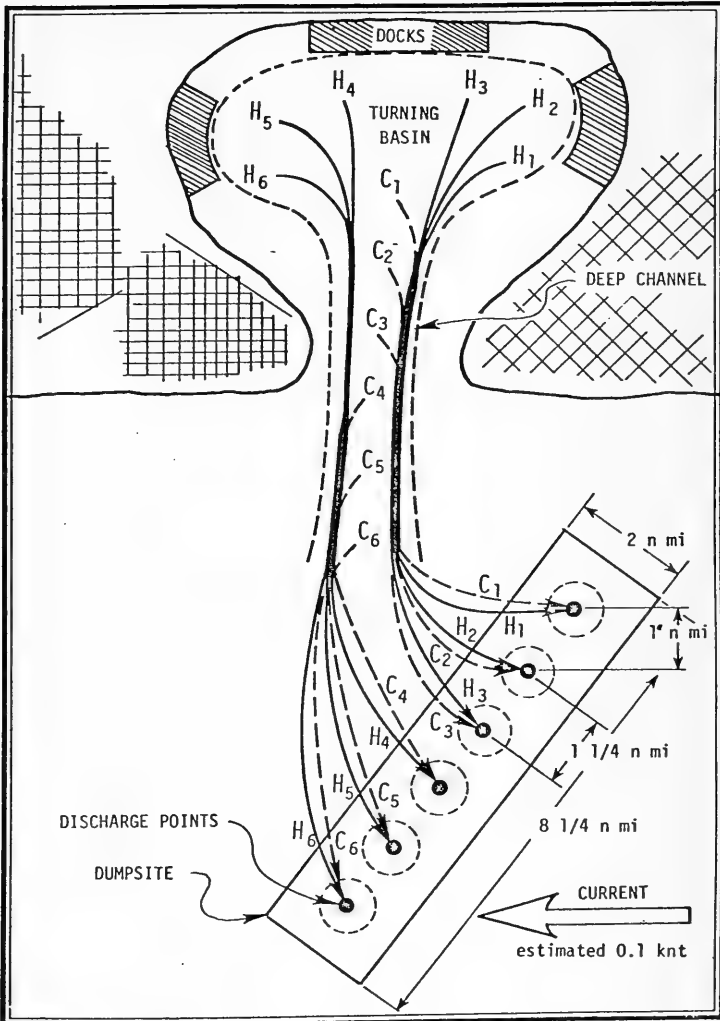 DOCKS
H4
H3
H5
TURNING
BASIN
H2
H1
H6
C1
C2
DEEP CHANNEL
C3
C4
C5
C6
2 n mi
C1
H1
1 n mi
H2
C2
H3
C4
C3
H4
1 1/4 n mi
H5
C5
8 1/4 n mi
DISCHARGE POINTS
H6
C6
DUMPSITE
CURRENT
estimated 0.1 knt